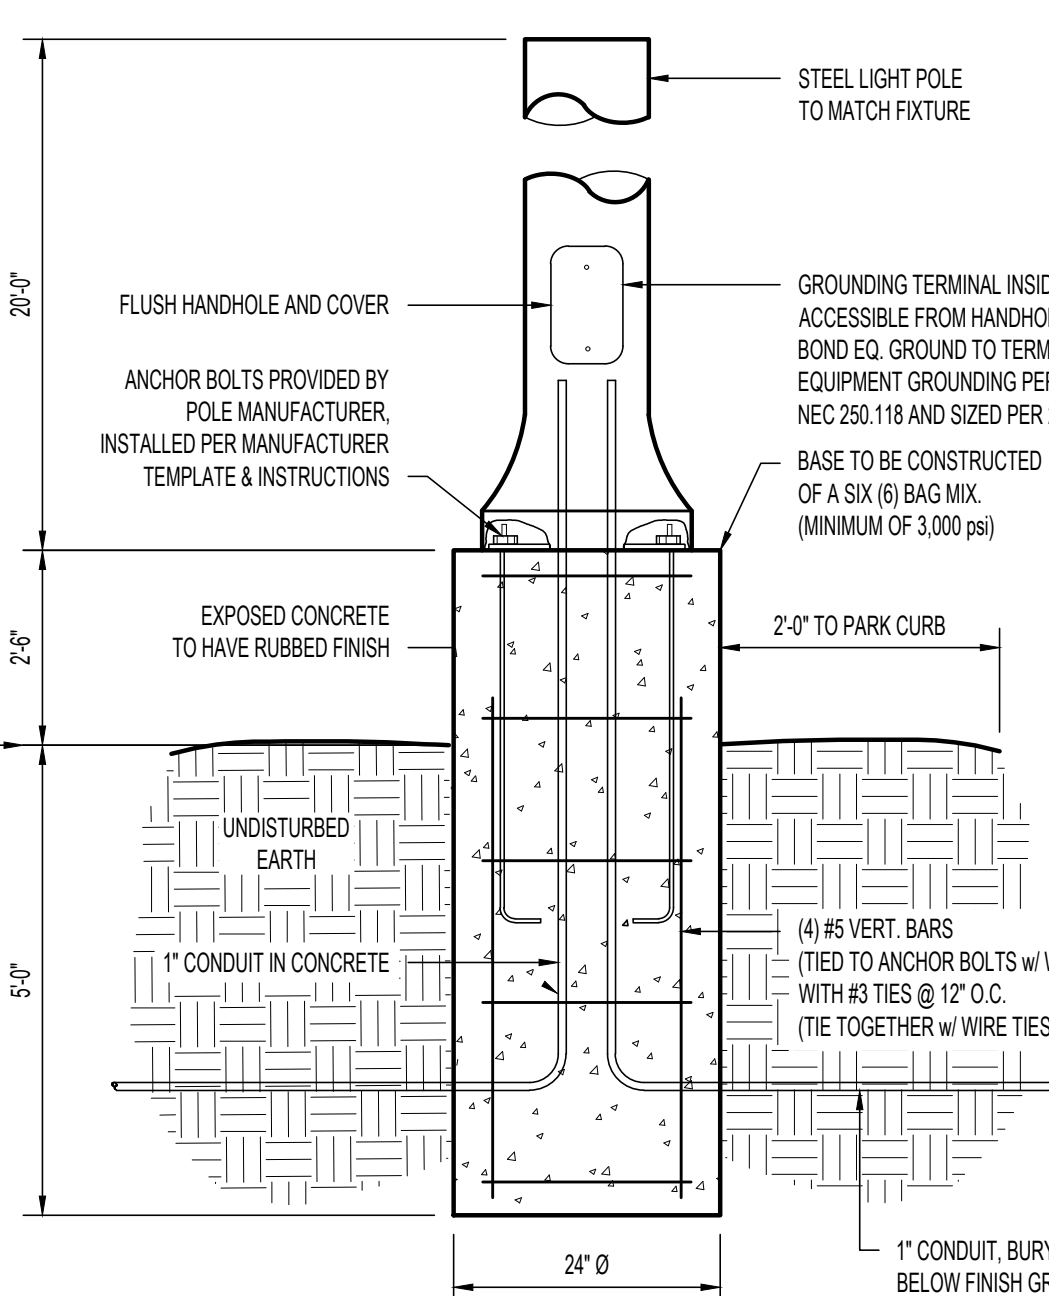 STEEL LIGHT POLE
TO MATCH FIXTURE
20'-0"
FLUSH HANDHOLE AND COVER
GROUNDING TERMINAL
ACCESSIBLE FROM
BOND EQ. GROUND TO
EQUIPMENT GROUNDING
NEC 250.118 AND SIZED PER
ANCHOR BOLTS PROVIDED BY
POLE MANUFACTURER,
INSTALLED PER MANUFACTURER
TEMPLATE & INSTRUCTIONS
BASE TO BE CONSTRUCTED
OF A SIX (6) BAG MIX.
(MINIMUM OF 3,000 psi)
EXPOSED CONCRETE
TO HAVE RUBBED FINISH
2'-6"
2'-0" TO PARK CURB
UNDISTURBED
EARTH
5'-0"
1" CONDUIT IN CONCRETE
(4) #5 VERT. BARS
(TIED TO ANCHOR BOLTS w/
WITH #3 TIES @ 12" O.C.
(TIE TOGETHER w/ WIRE TIES
24" Ø
1" CONDUIT, BURY
BELOW FINISH